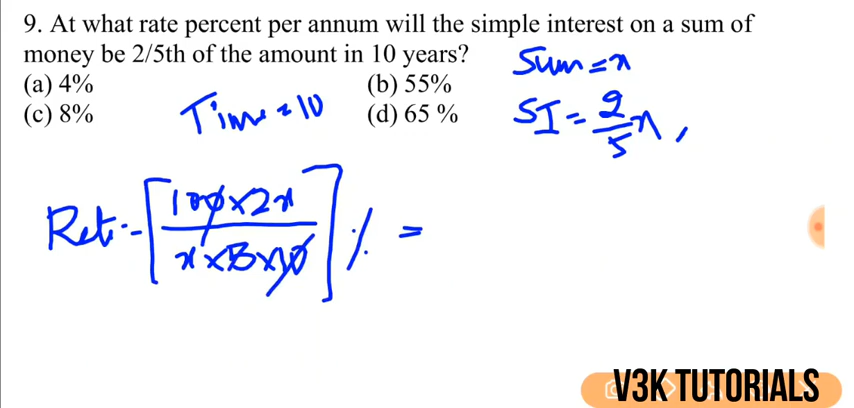 9. At what rate percent per annum will the simple interest on a sum of
money be 2/5th of the amount in 10 years?
Sum = x
(a) 4% (b) 55%
(c) 8% (d) 65 %
Time = 10
SI = 2/5 x,
Rate = [100 × 2x / x × 5 × 10] % =
V3K TUTORIALS